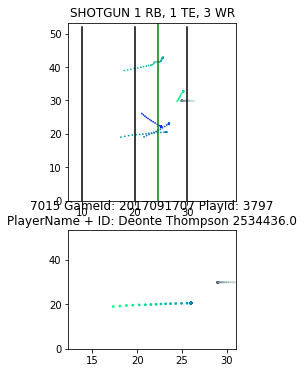 SHOTGUN 1 RB, 1 TE, 3 WR
50
40
30
20
10
0
10 20 30
7015 GameId: 2017091707 PlayId: 3797
PlayerName + ID: Deonte Thompson 2534436.0
40
20
0
15 20 25 30